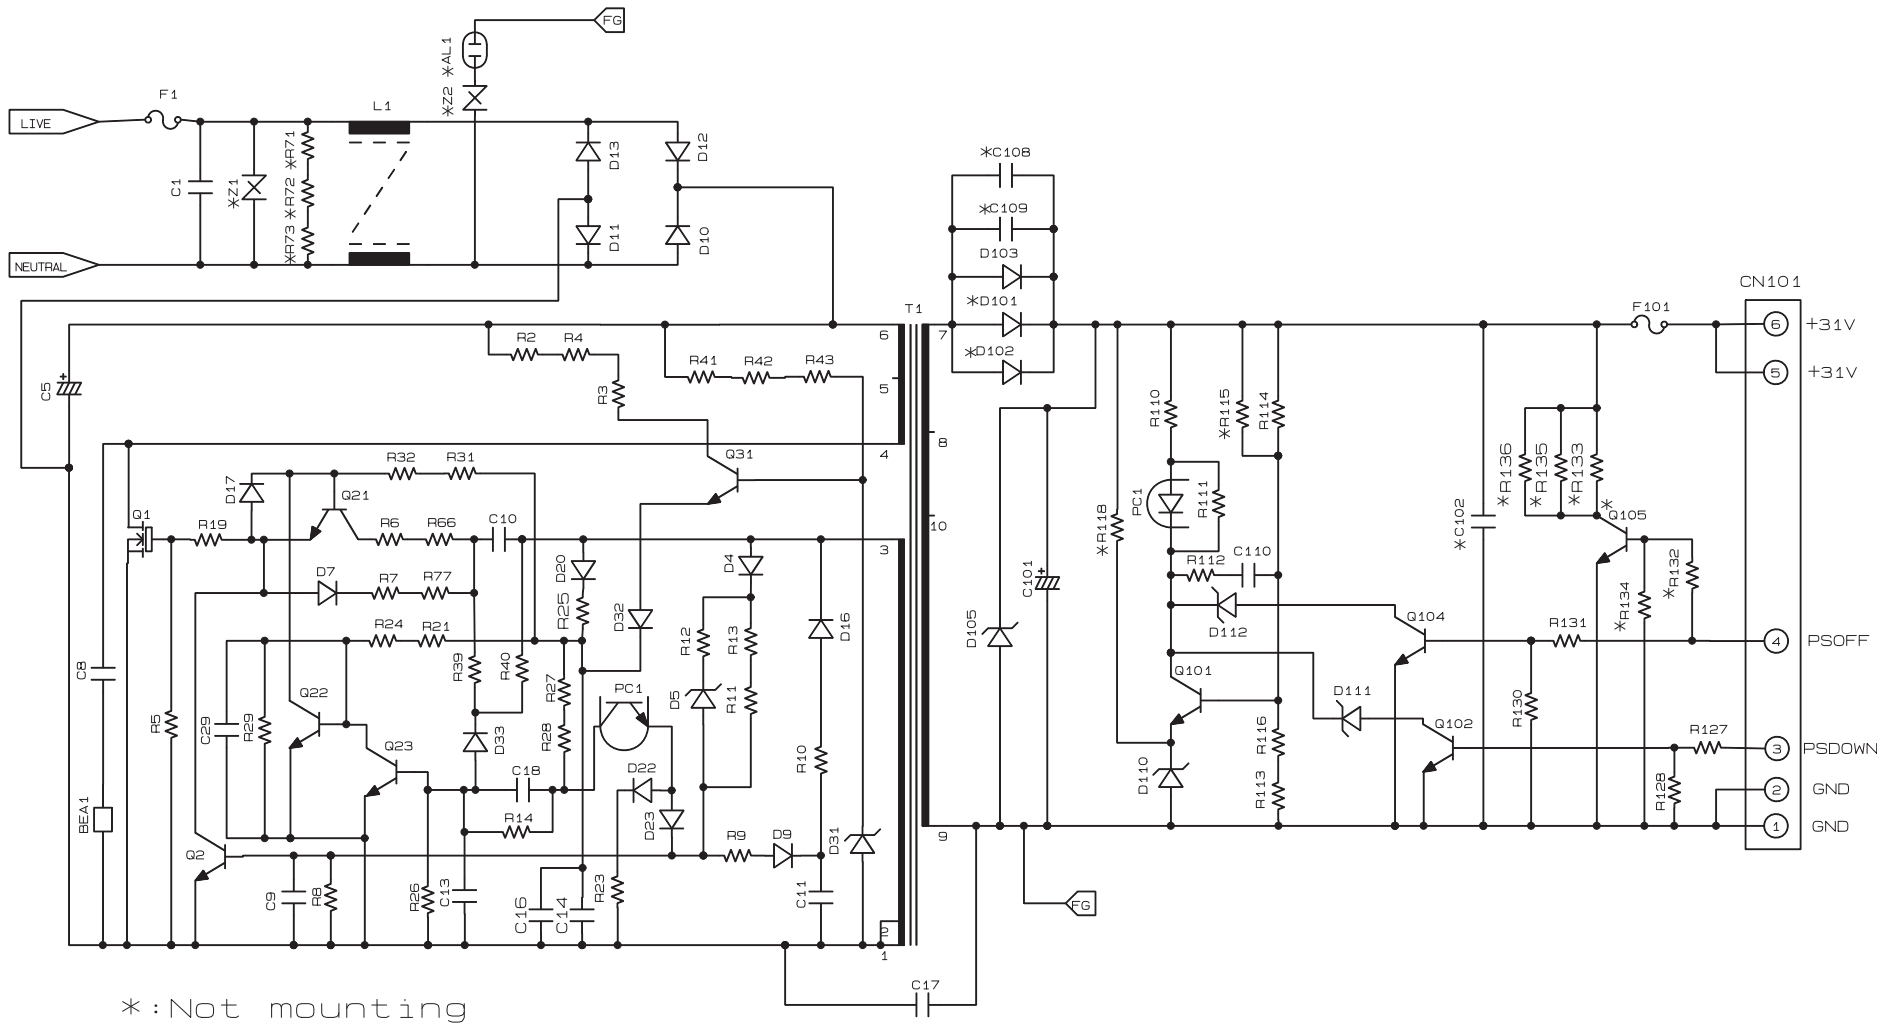 FG
*AL1
*Z2
F1
L1
LIVE
NEUTRAL
C1
*Z1
*R71
*R72
*R73
D13
D12
D11
D10
*C108
*C109
D103
*D101
*D102
T1
6
5
4
3
2
1
7
8
10
9
CN101
F101
6
+31V
5
+31V
R2
R4
R3
R41
R42
R43
C5
Q31
R32
R31
D17
Q21
Q1
R19
R6
R66
C10
D7
R7
R77
D20
R25
D32
D4
D16
R24
R21
R39
R40
R27
R28
R12
R13
D5
R11
R10
C8
BEA1
R5
C29
R29
Q22
Q23
D33
PC1
C18
R14
D22
D23
R9
D9
D31
Q2
C9
R8
R26
C13
C16
C14
R23
C11
C17
FG
C101
D105
*R118
R110
*R115
R114
PC1
R111
R112
C110
D112
Q101
D110
R116
R113
Q104
D111
Q102
*C102
*R136
*R135
*R133
*
Q105
*R134
*R132
R131
R130
R127
R128
4
PSOFF
3
PSDOWN
2
GND
1
GND
*:Not mounting